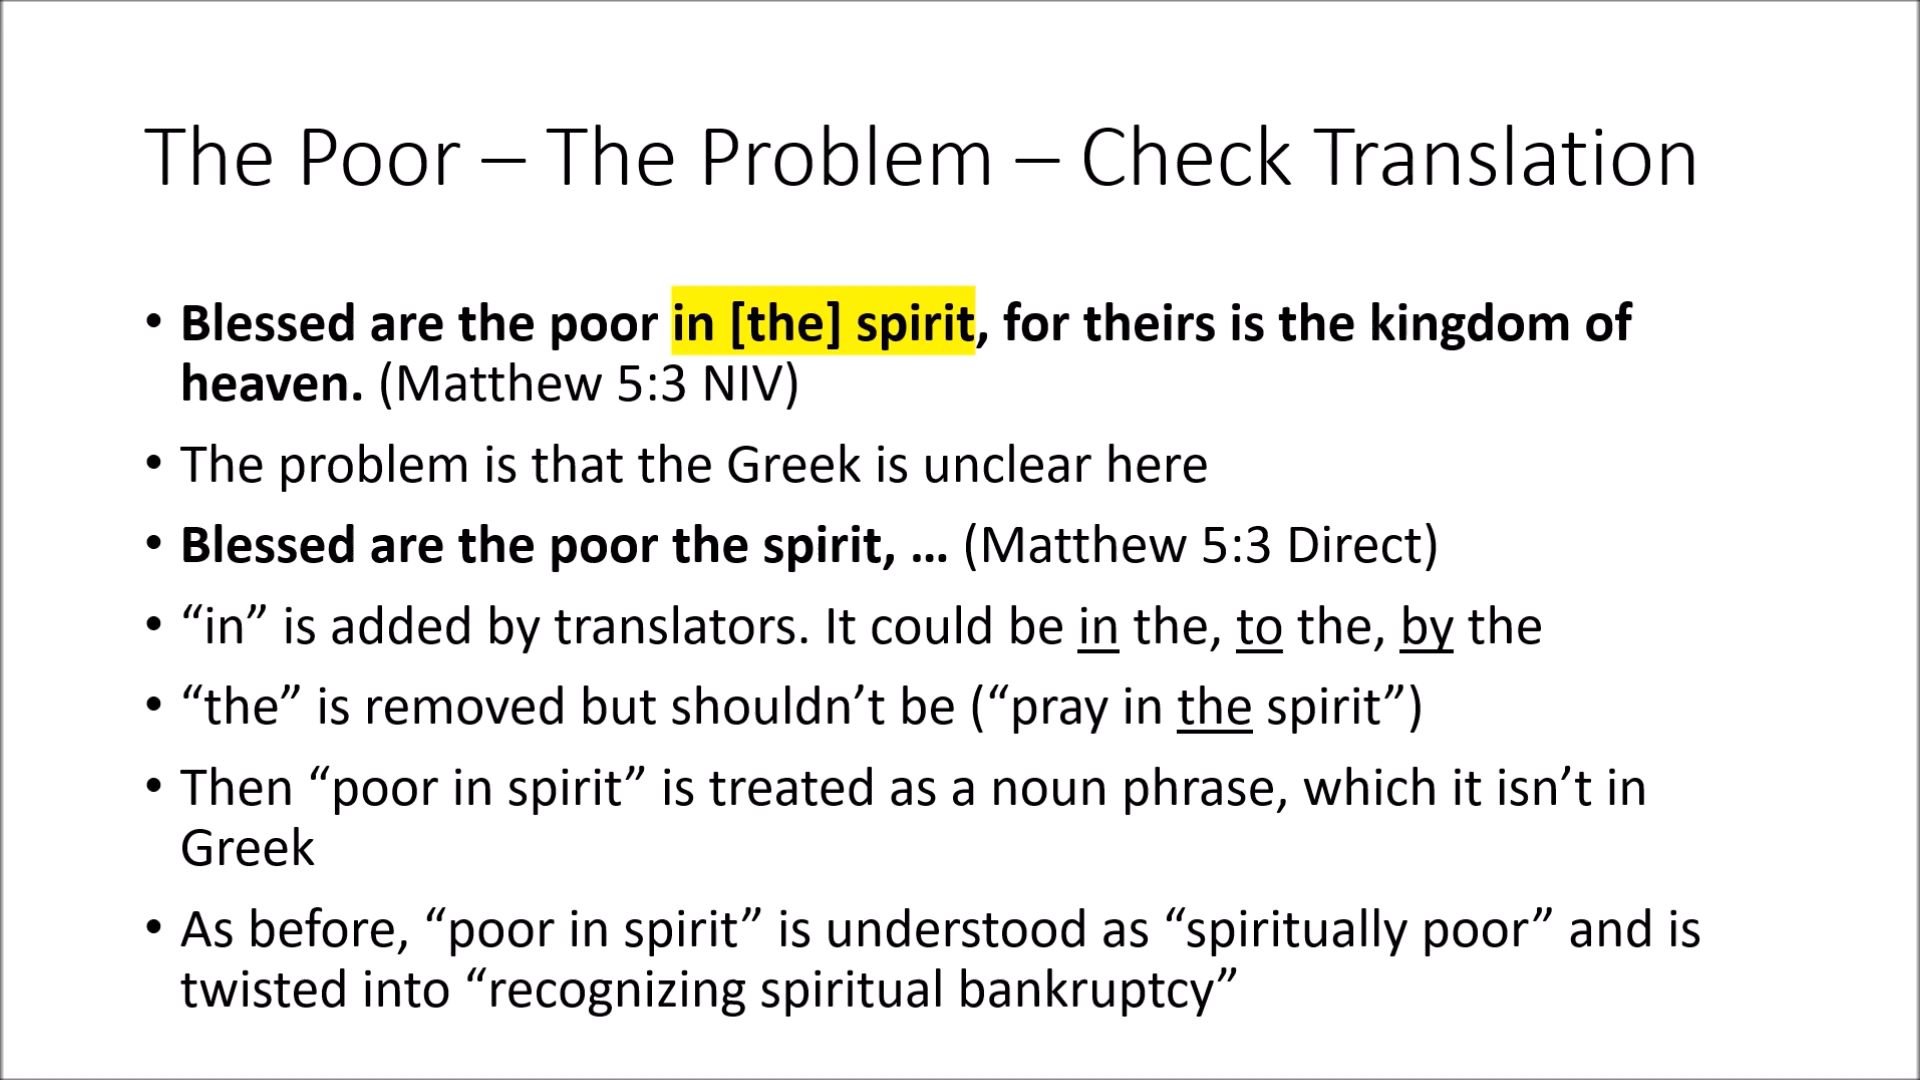 The Poor – The Problem – Check Translation
• Blessed are the poor in [the] spirit, for theirs is the kingdom of
heaven. (Matthew 5:3 NIV)
• The problem is that the Greek is unclear here
• Blessed are the poor the spirit, … (Matthew 5:3 Direct)
• “in” is added by translators. It could be in the, to the, by the
• “the” is removed but shouldn’t be (“pray in the spirit”)
• Then “poor in spirit” is treated as a noun phrase, which it isn’t in
Greek
• As before, “poor in spirit” is understood as “spiritually poor” and is
twisted into “recognizing spiritual bankruptcy”